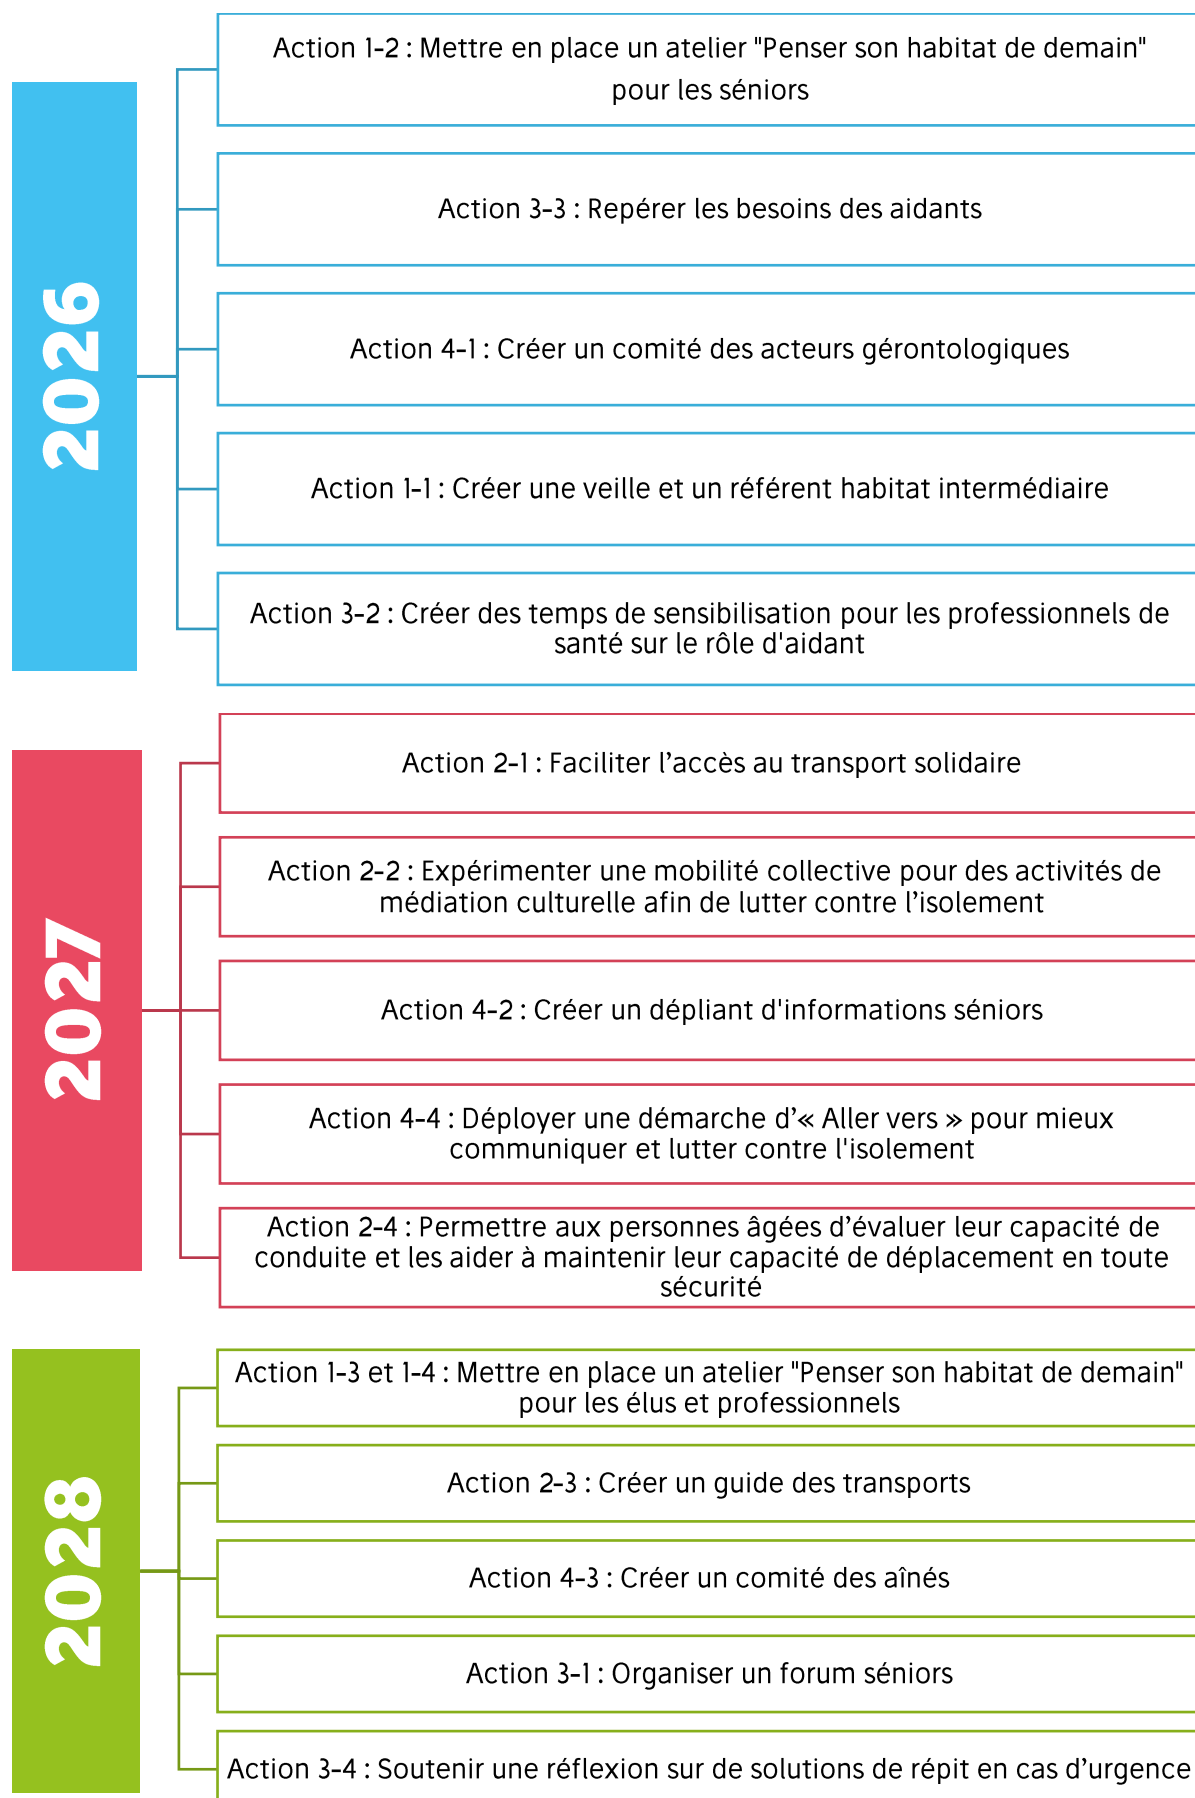 2026
Action 1-2 : Mettre en place un atelier "Penser son habitat de demain"
pour les séniors
Action 3-3 : Repérer les besoins des aidants
Action 4-1 : Créer un comité des acteurs gérontologiques
Action 1-1 : Créer une veille et un référent habitat intermédiaire
Action 3-2 : Créer des temps de sensibilisation pour les professionnels de
santé sur le rôle d'aidant
2027
Action 2-1 : Faciliter l’accès au transport solidaire
Action 2-2 : Expérimenter une mobilité collective pour des activités de
médiation culturelle afin de lutter contre l’isolement
Action 4-2 : Créer un dépliant d'informations séniors
Action 4-4 : Déployer une démarche d’« Aller vers » pour mieux
communiquer et lutter contre l'isolement
Action 2-4 : Permettre aux personnes âgées d’évaluer leur capacité de
conduite et les aider à maintenir leur capacité de déplacement en toute
sécurité
2028
Action 1-3 et 1-4 : Mettre en place un atelier "Penser son habitat de demain"
pour les élus et professionnels
Action 2-3 : Créer un guide des transports
Action 4-3 : Créer un comité des aînés
Action 3-1 : Organiser un forum séniors
Action 3-4 : Soutenir une réflexion sur de solutions de répit en cas d’urgence